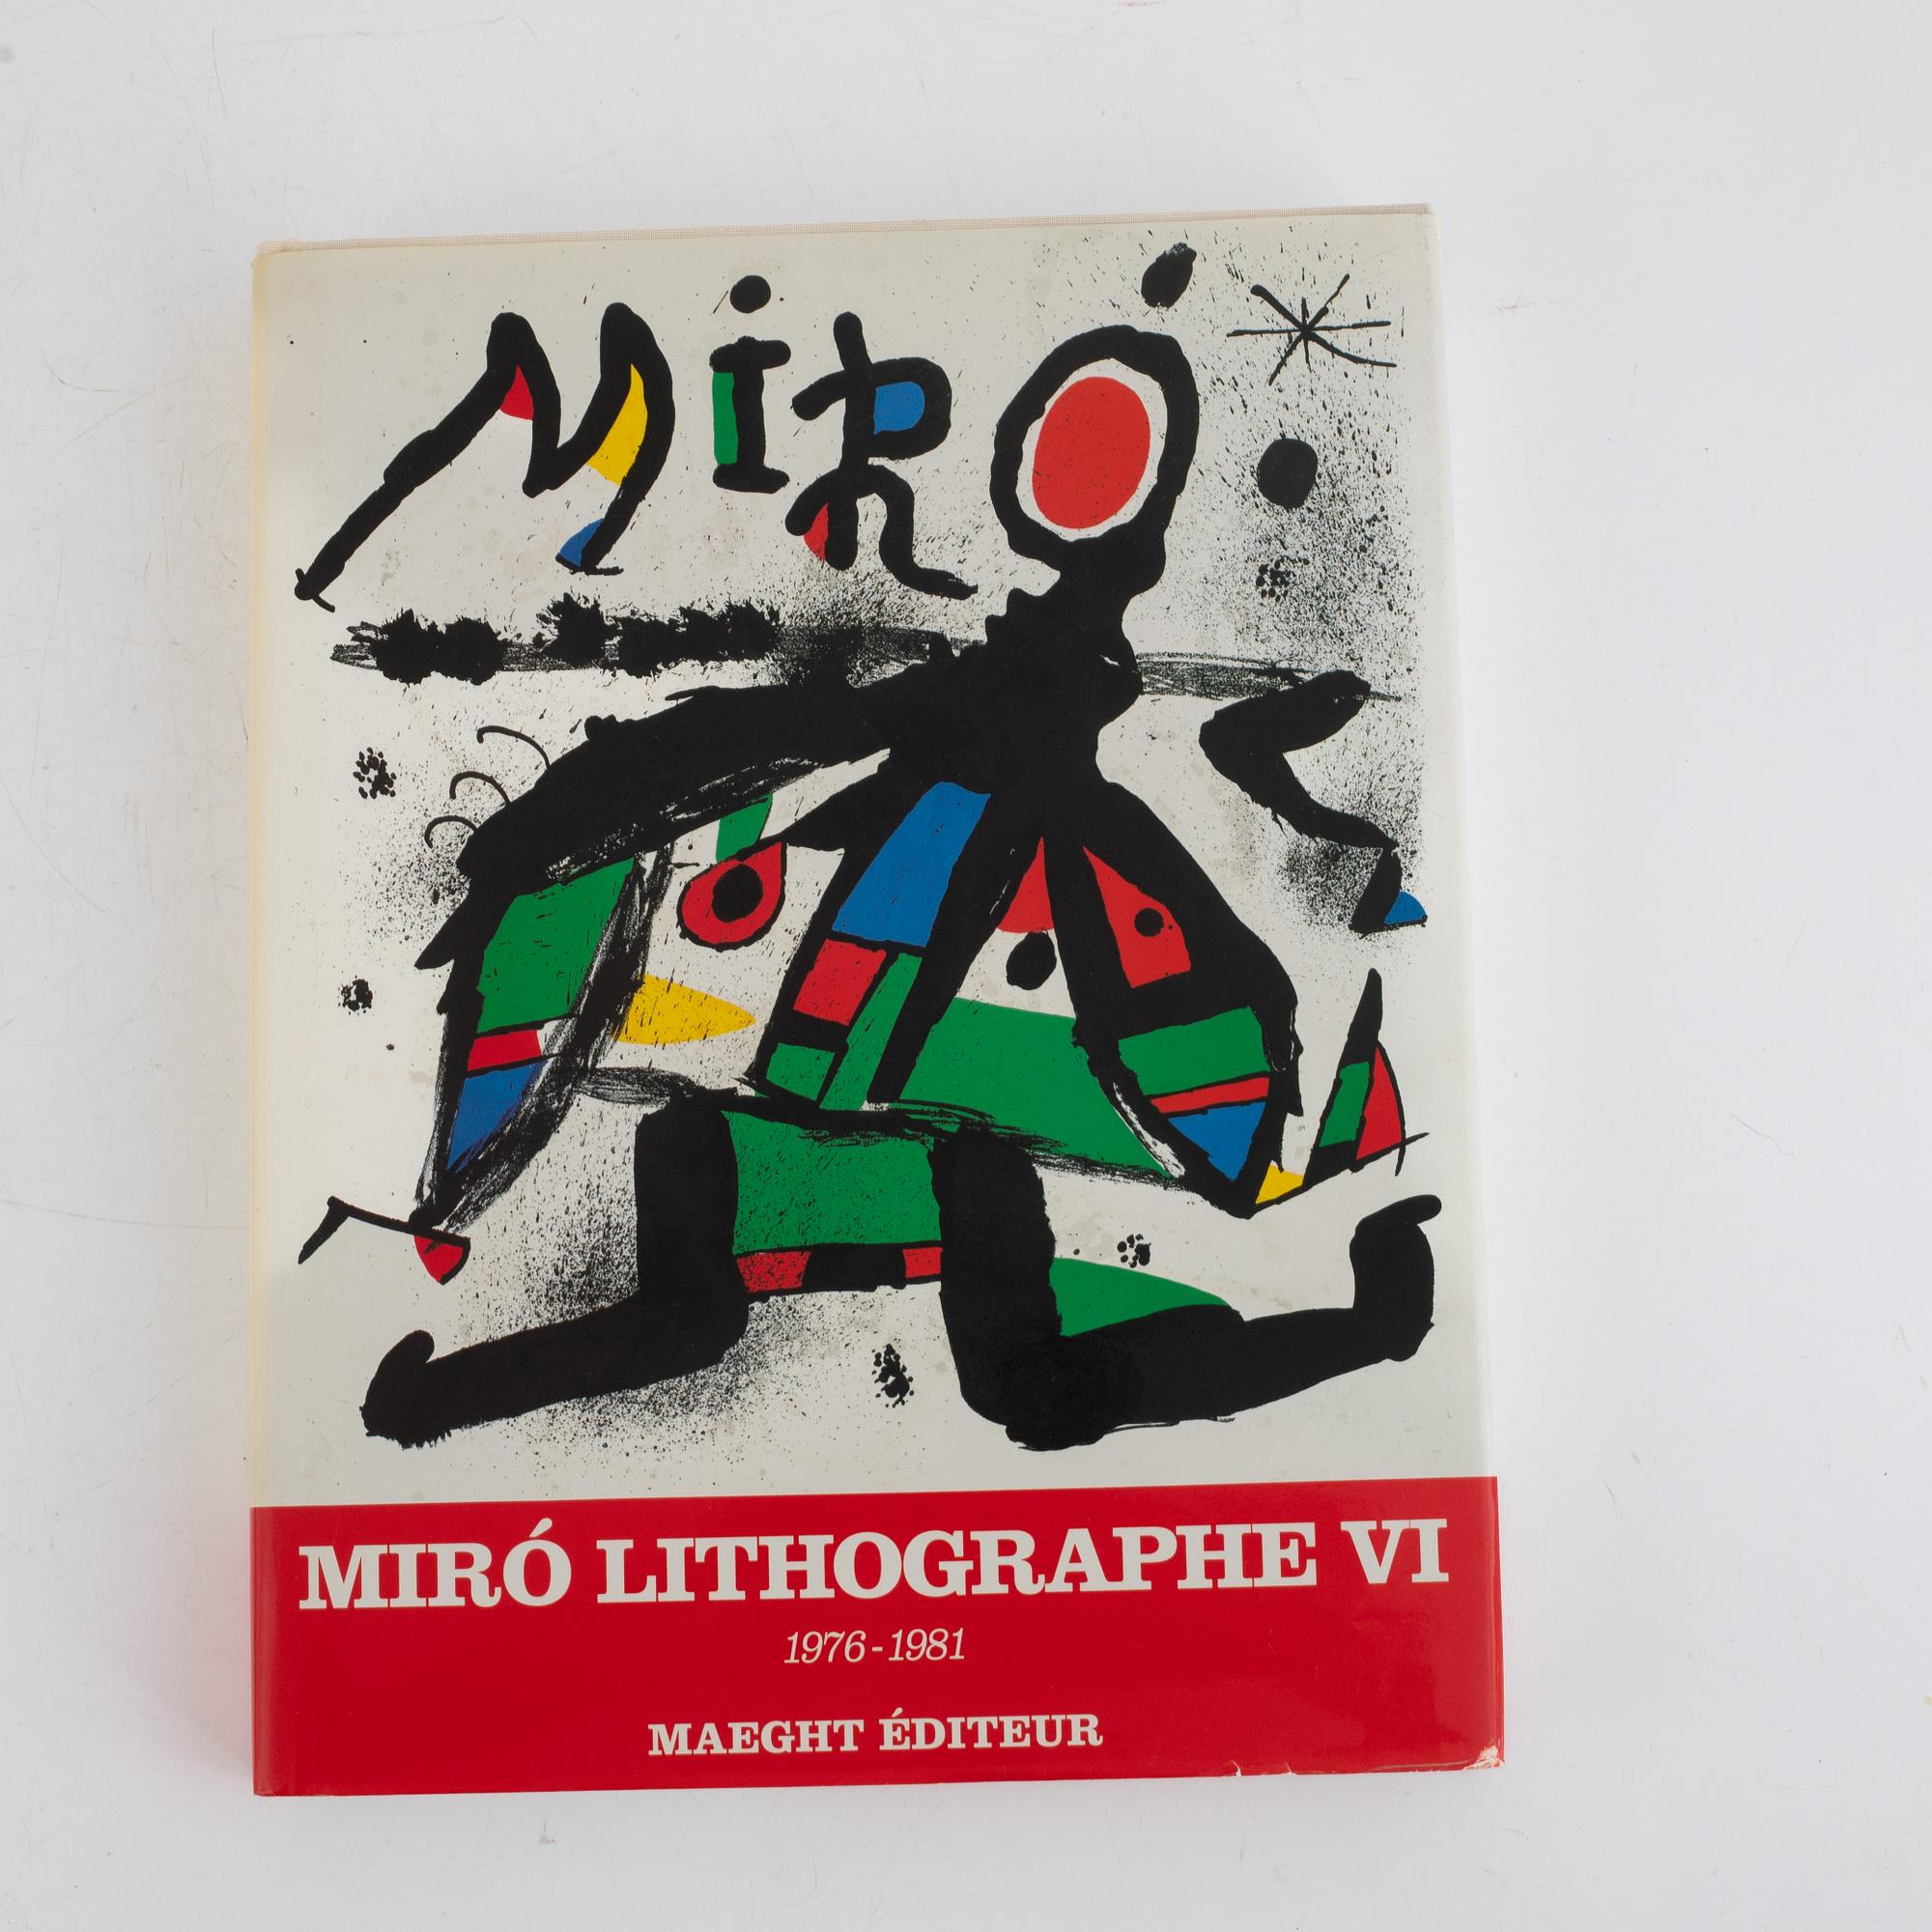 MiRÓ
MIRÓ LITHOGRAPHE VI
1976-1981
MAEGHT ÉDITEUR